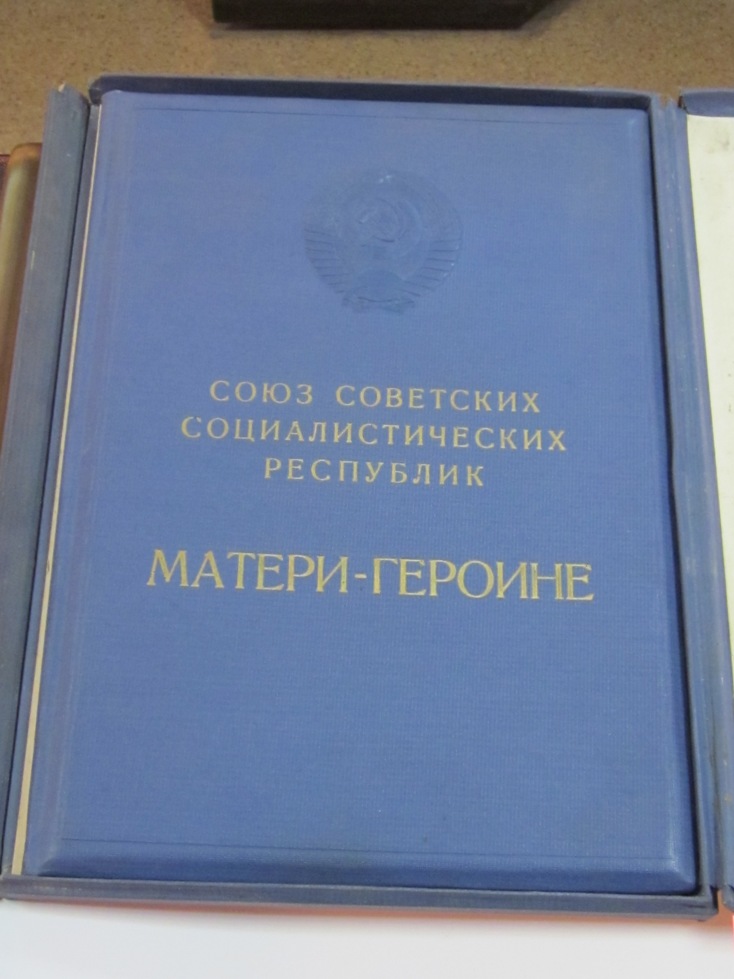 СОЮЗ СОВЕТСКИХ
СОЦИАЛИСТИЧЕСКИХ
РЕСПУБЛИК
МАТЕРИ-ГЕРОИНЕ